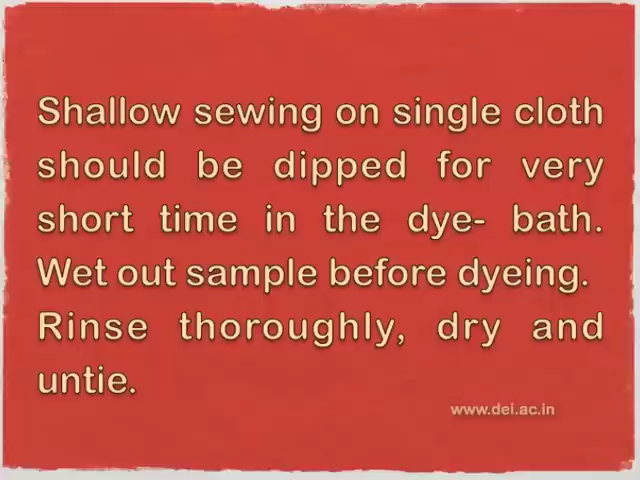 Shallow sewing on single cloth
should be dipped for very
short time in the dye- bath.
Wet out sample before dyeing.
Rinse thoroughly, dry and
untie.
www.dei.ac.in